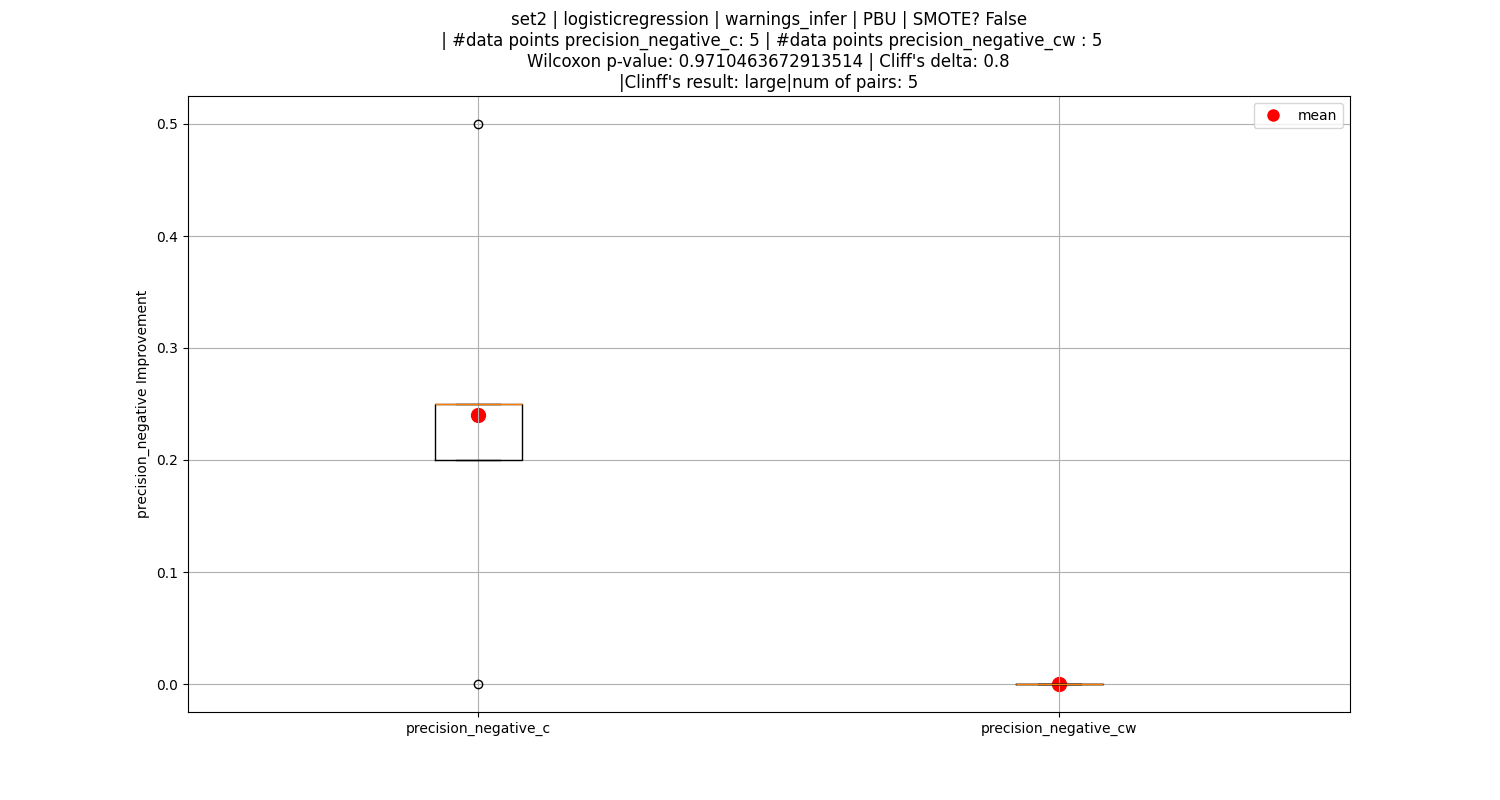 set2 | logisticregression | warnings_infer | PBU | SMOTE? False
| #data points precision_negative_c: 5 | #data points precision_negative_cw : 5
Wilcoxon p-value: 0.9710463672913514 | Cliff's delta: 0.8
|Clinff's result: large|num of pairs: 5
mean
0.5
0.4
0.3
0.2
0.1
0.0
precision_negative Improvement
precision_negative_c
precision_negative_cw